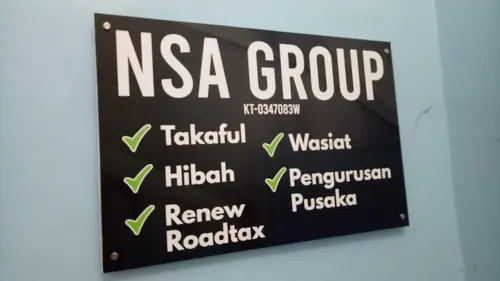 NSA GROUP
KT-0347083W
Takaful
Hibah
Renew
Roadtax
Wasiat
Pengurusan
Pusaka